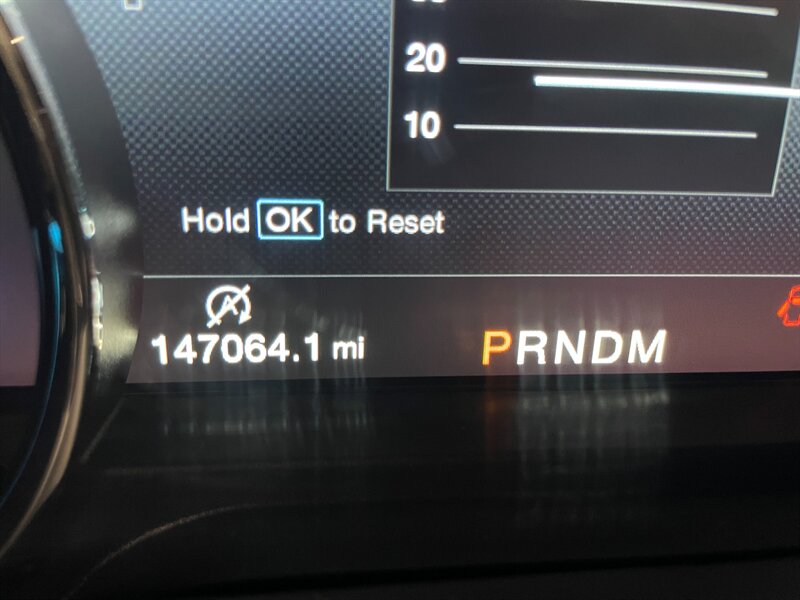 20
10
Hold OK to Reset
A
147064.1 mi
PRNDM